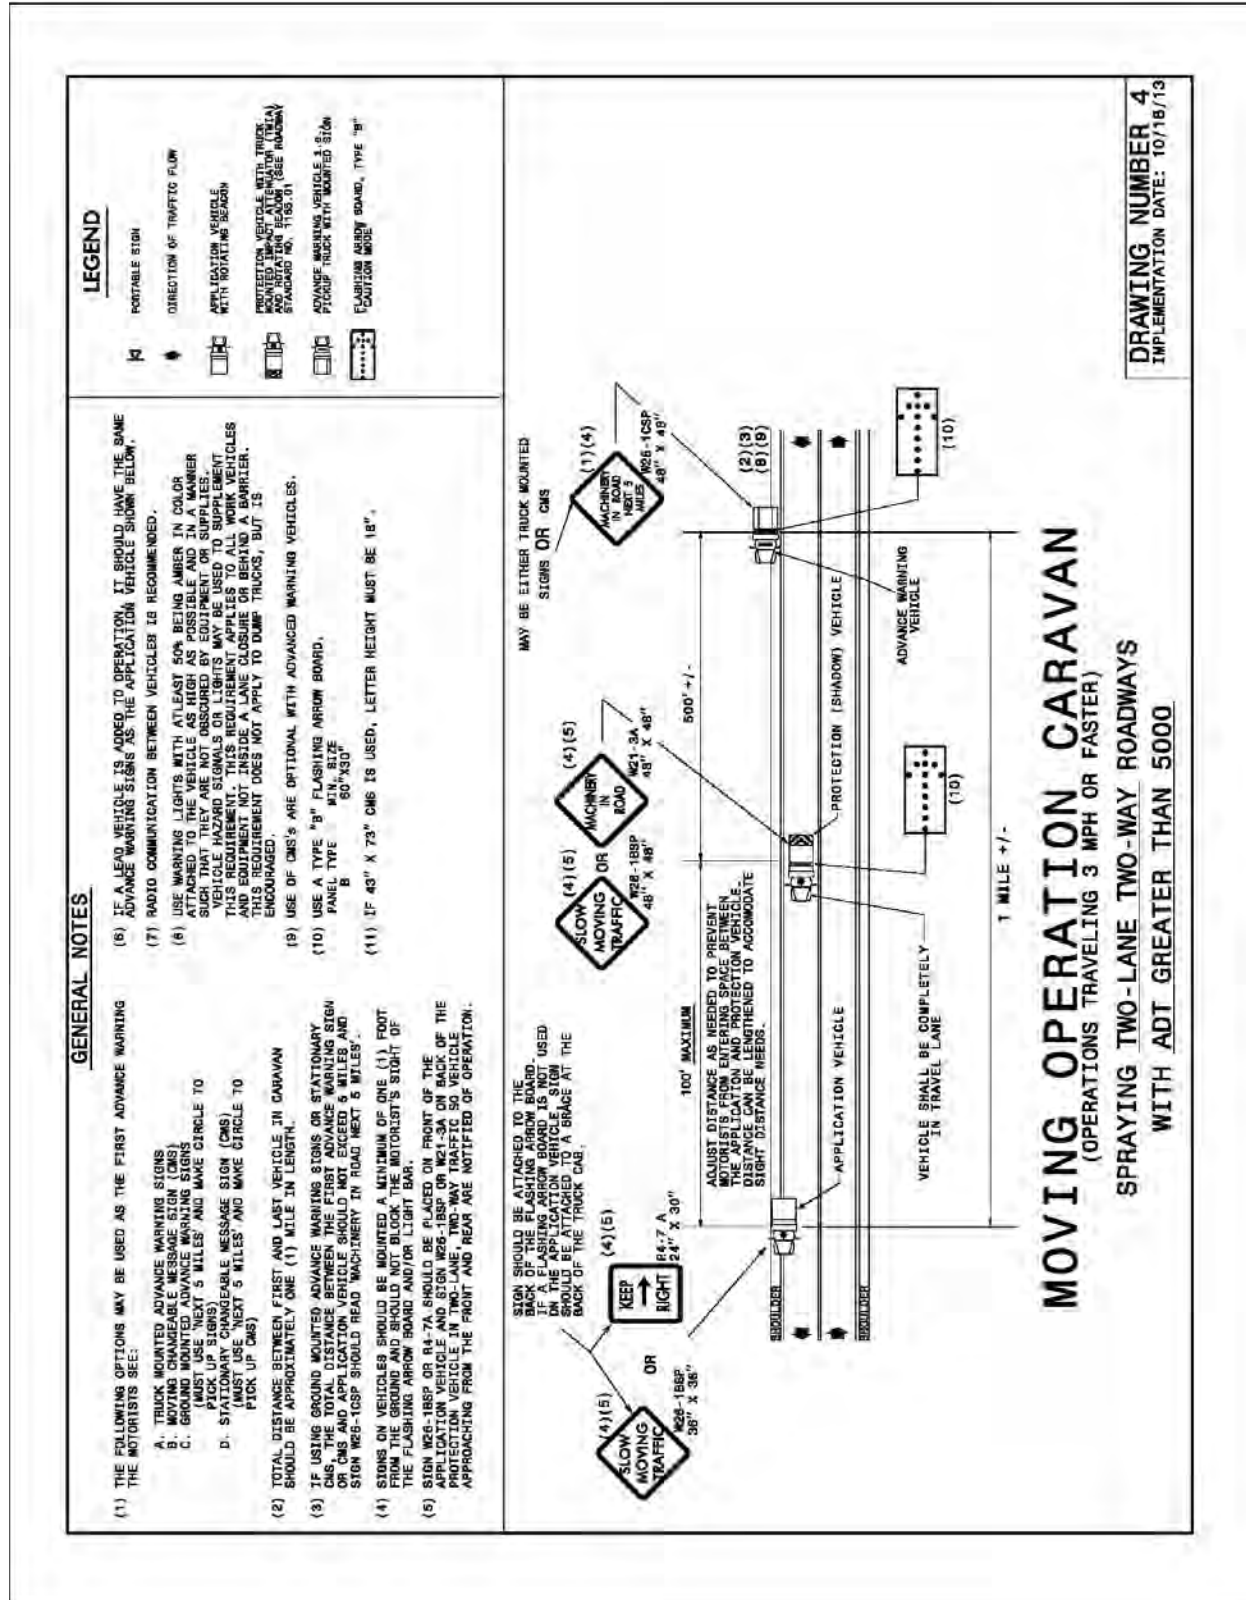 GENERAL NOTES
(1) THE FOLLOWING OPTIONS MAY BE USED AS THE FIRST ADVANCE WARNING
THE MOTORISTS SEE:
A. TRUCK MOUNTED ADVANCE WARNING SIGNS
B. MOVING CHANGEABLE MESSAGE SIGN (CMS)
C. GROUND MOUNTED ADVANCE WARNING SIGNS
(MUST USE 'NEXT 5 MILES' AND MAKE CIRCLE TO
PICK UP SIGNS)
D. STATIONARY CHANGEABLE MESSAGE SIGN (CMS)
(MUST USE 'NEXT 5 MILES' AND MAKE CIRCLE TO
PICK UP CMS)
(2) TOTAL DISTANCE BETWEEN FIRST AND LAST VEHICLE IN CARAVAN
SHOULD BE APPROXIMATELY ONE (1) MILE IN LENGTH.
(3) IF USING GROUND MOUNTED ADVANCE WARNING SIGNS OR STATIONARY
CMS, THE TOTAL DISTANCE BETWEEN THE FIRST ADVANCE WARNING SIGN
OR CMS AND APPLICATION VEHICLE SHOULD NOT EXCEED 5 MILES AND
SIGN W26-1CSP SHOULD READ 'MACHINERY IN ROAD NEXT 5 MILES'.
(4) SIGNS ON VEHICLES SHOULD BE MOUNTED A MINIMUM OF ONE (1) FOOT
FROM THE GROUND AND SHOULD NOT BLOCK THE MOTORIST'S SIGHT OF
THE FLASHING ARROW BOARD AND/OR LIGHT BAR.
(5) SIGN W26-1BSP OR R4-7A SHOULD BE PLACED ON FRONT OF THE
APPLICATION VEHICLE AND SIGN W26-1BSP OR W21-3A ON BACK OF THE
PROTECTION VEHICLE IN TWO-LANE, TWO-WAY TRAFFIC SO VEHICLE
APPROACHING FROM THE FRONT AND REAR ARE NOTIFIED OF OPERATION.
(6) IF A LEAD VEHICLE IS ADDED TO OPERATION, IT SHOULD HAVE THE SAME
ADVANCE WARNING SIGNS AS THE APPLICATION VEHICLE SHOWN BELOW.
(7) RADIO COMMUNICATION BETWEEN VEHICLES IS RECOMMENDED.
(8) USE WARNING LIGHTS WITH ATLEAST 50% BEING AMBER IN COLOR
ATTACHED TO THE VEHICLE AS HIGH AS POSSIBLE AND IN A MANNER
SUCH THAT THEY ARE NOT OBSCURED BY EQUIPMENT OR SUPPLIES.
VEHICLE HAZARD SIGNALS OR LIGHTS MAY BE USED TO SUPPLEMENT
THIS REQUIREMENT. THIS REQUIREMENT APPLIES TO ALL WORK VEHICLES
AND EQUIPMENT NOT INSIDE A LANE CLOSURE OR BEHIND A BARRIER.
THIS REQUIREMENT DOES NOT APPLY TO DUMP TRUCKS, BUT IS
ENCOURAGED.
(9) USE OF CMS'S ARE OPTIONAL WITH ADVANCED WARNING VEHICLES.
(10) USE A TYPE "B" FLASHING ARROW BOARD.
PANEL TYPE MIN. SIZE
B 60"X30"
(11) IF 43" X 73" CMS IS USED, LETTER HEIGHT MUST BE 18".
LEGEND
PORTABLE SIGN
DIRECTION OF TRAFFIC FLOW
APPLICATION VEHICLE
WITH ROTATING BEACON
PROTECTION VEHICLE WITH TRUCK
MOUNTED IMPACT ATTENUATOR (TMIA)
AND ROTATING BEACON (SEE ROADWAY
STANDARD NO. 1165.01
ADVANCE WARNING VEHICLE
PICKUP TRUCK WITH MOUNTED SIGN
FLASHING ARROW BOARD, TYPE "B"
"CAUTION MODE"
SIGN SHOULD BE ATTACHED TO THE
BACK OF THE FLASHING ARROW BOARD.
IF A FLASHING ARROW BOARD IS NOT USED
ON THE APPLICATION VEHICLE, SIGN
SHOULD BE ATTACHED TO A BRACE AT THE
BACK OF THE TRUCK CAB.
MAY BE EITHER TRUCK MOUNTED
SIGNS OR CMS
(4)(5)
SLOW
MOVING
TRAFFIC
W26-1BSP
36" X 36"
OR
(4)(5)
KEEP
RIGHT
R4-7A
24" X 30"
(4)(5)
SLOW
MOVING
TRAFFIC
W26-1BSP
48" X 48"
OR
(4)(5)
MACHINERY
IN
ROAD
W21-3A
48" X 48"
(1)(4)
MACHINERY
IN ROAD
NEXT 5
MILES
W26-1CSP
48" X 48"
100' MAXIMUM
500' +/-
ADJUST DISTANCE AS NEEDED TO PREVENT
MOTORISTS FROM ENTERING SPACE BETWEEN
THE APPLICATION AND PROTECTION VEHICLE.
DISTANCE CAN BE LENGTHENED TO ACCOMODATE
SIGHT DISTANCE NEEDS.
(2)(3)
(8)(9)
SHOULDER
SHOULDER
APPLICATION VEHICLE
PROTECTION (SHADOW) VEHICLE
ADVANCE WARNING
VEHICLE
VEHICLE SHALL BE COMPLETELY
IN TRAVEL LANE
(10)
(10)
1 MILE +/-
MOVING OPERATION CARAVAN
(OPERATIONS TRAVELING 3 MPH OR FASTER)
SPRAYING TWO-LANE TWO-WAY ROADWAYS
WITH ADT GREATER THAN 5000
DRAWING NUMBER 4
IMPLEMENTATION DATE: 10/16/13